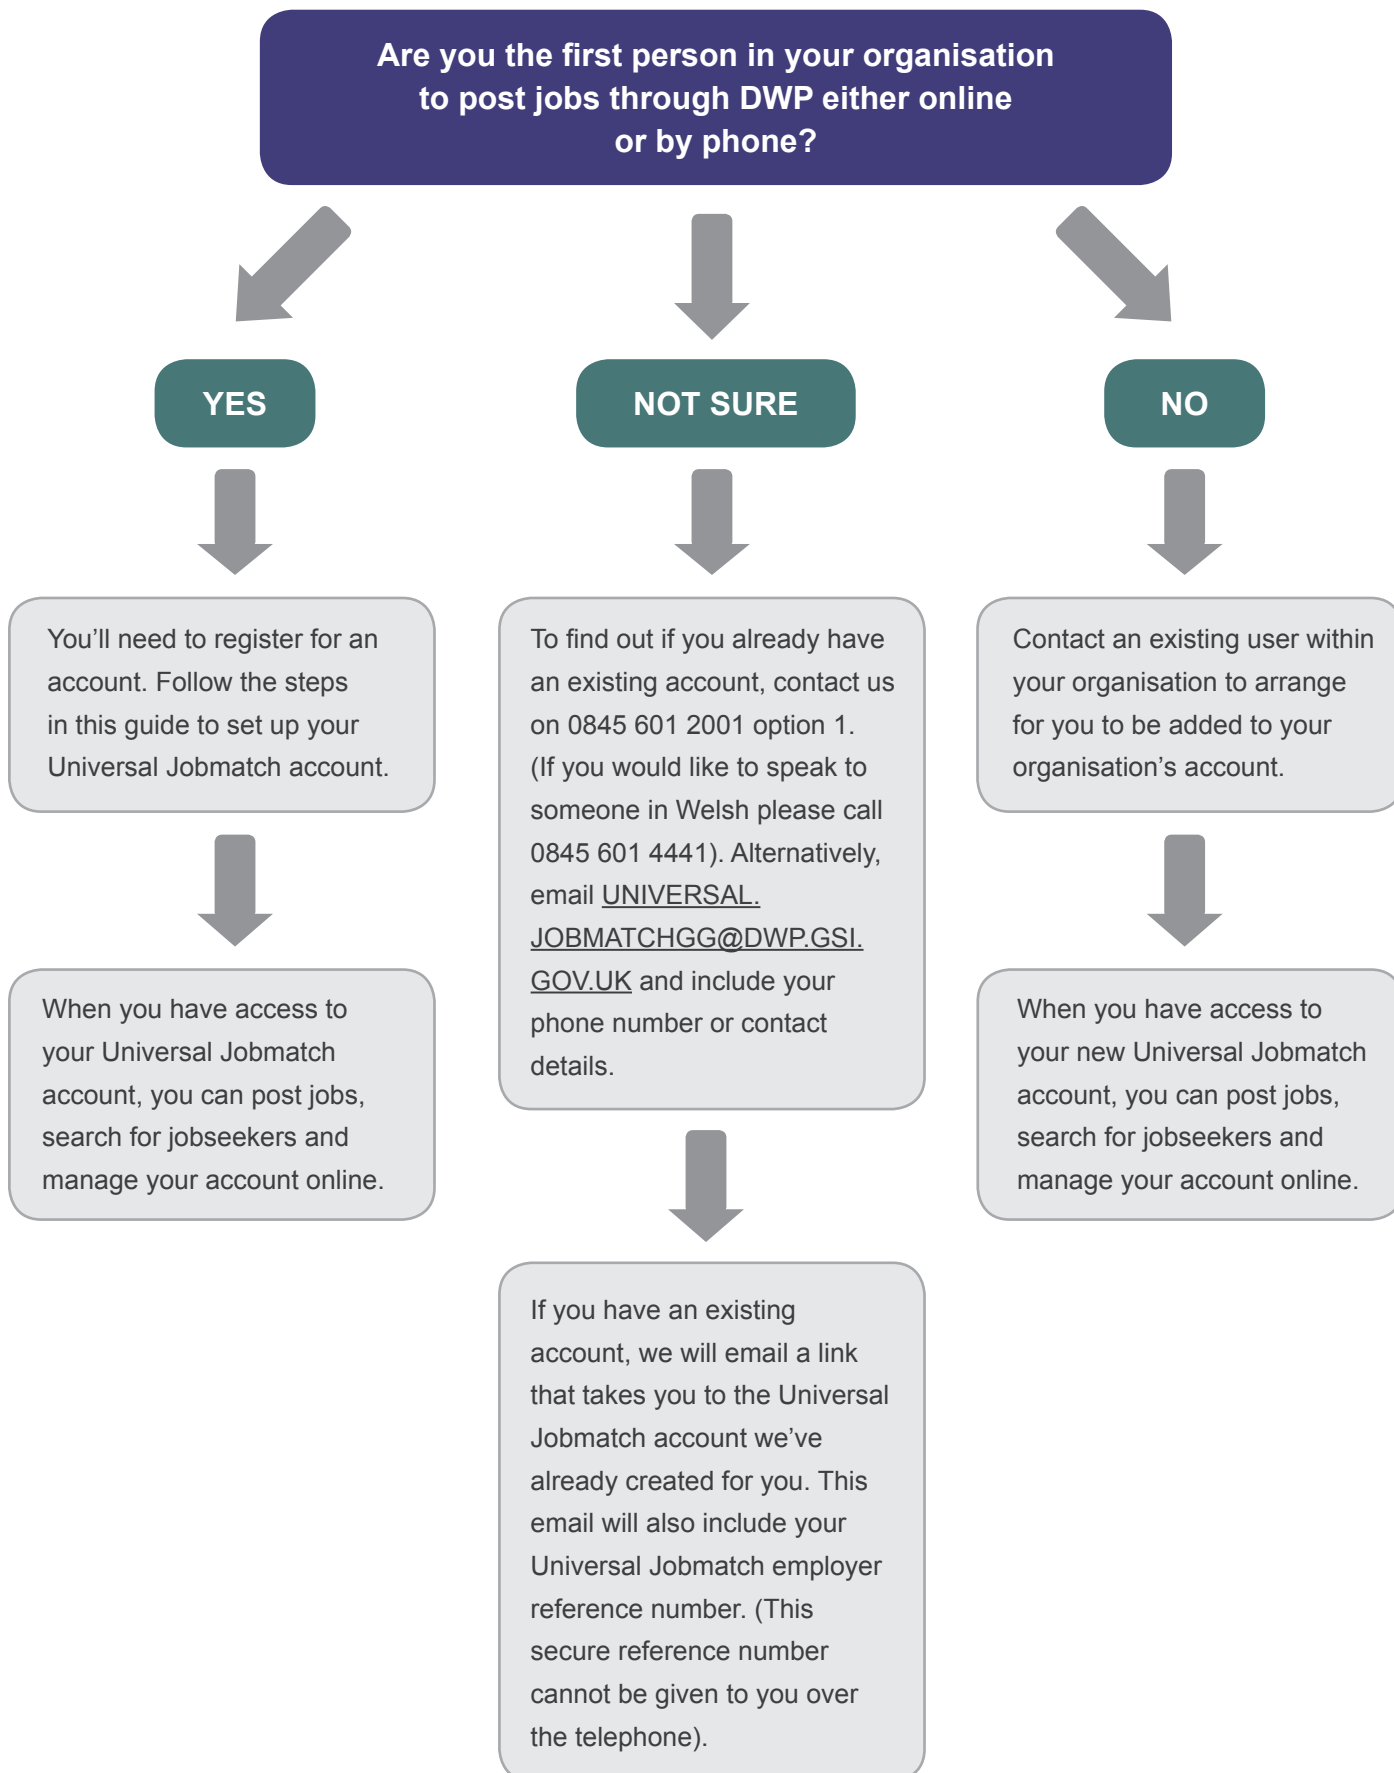 Are you the first person in your organisation
to post jobs through DWP either online
or by phone?
YES
NOT SURE
NO
You’ll need to register for an
account. Follow the steps
in this guide to set up your
Universal Jobmatch account.
When you have access to
your Universal Jobmatch
account, you can post jobs,
search for jobseekers and
manage your account online.
To find out if you already have
an existing account, contact us
on 0845 601 2001 option 1.
(If you would like to speak to
someone in Welsh please call
0845 601 4441). Alternatively,
email UNIVERSAL.
JOBMATCHGG@DWP.GSI.
GOV.UK and include your
phone number or contact
details.
If you have an existing
account, we will email a link
that takes you to the Universal
Jobmatch account we’ve
already created for you. This
email will also include your
Universal Jobmatch employer
reference number. (This
secure reference number
cannot be given to you over
the telephone).
Contact an existing user within
your organisation to arrange
for you to be added to your
organisation’s account.
When you have access to
your new Universal Jobmatch
account, you can post jobs,
search for jobseekers and
manage your account online.